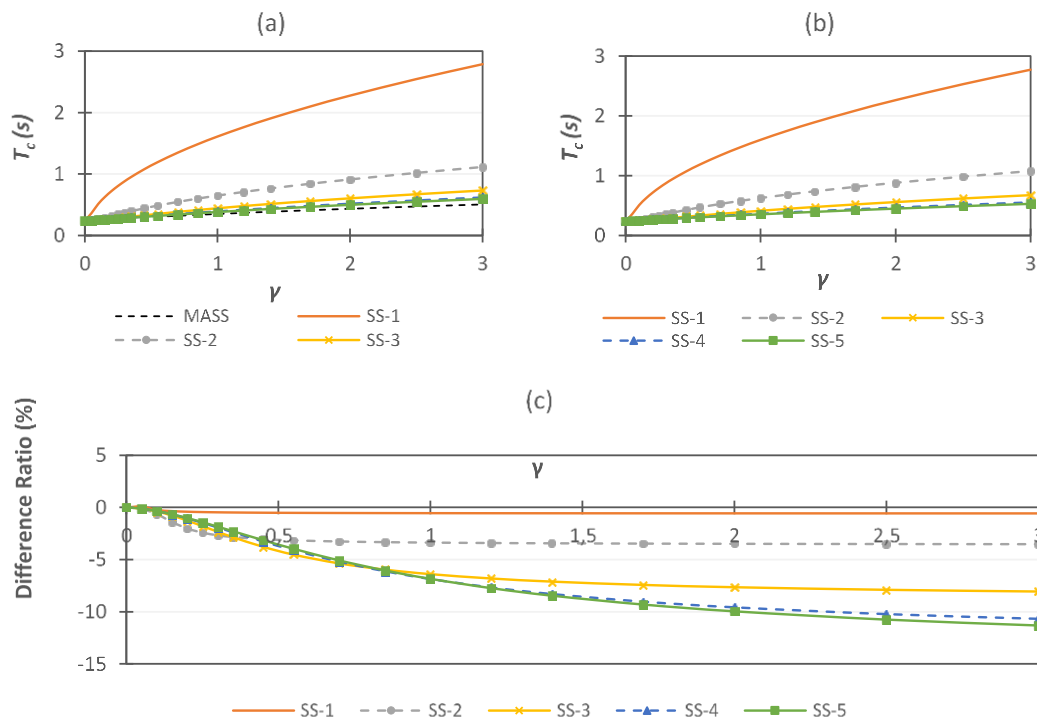 (a)
3
2
1
0
T_c (s)
0 1 2 3
γ
MASS SS-1
SS-2 SS-3
(b)
3
2
1
0
T_c (s)
0 1 2 3
γ
SS-1 SS-2 SS-3
SS-4 SS-5
(c)
Difference Ratio (%)
5
0
-5
-10
-15
γ
0 0.5 1 1.5 2 2.5 3
SS-1 SS-2 SS-3 SS-4 SS-5